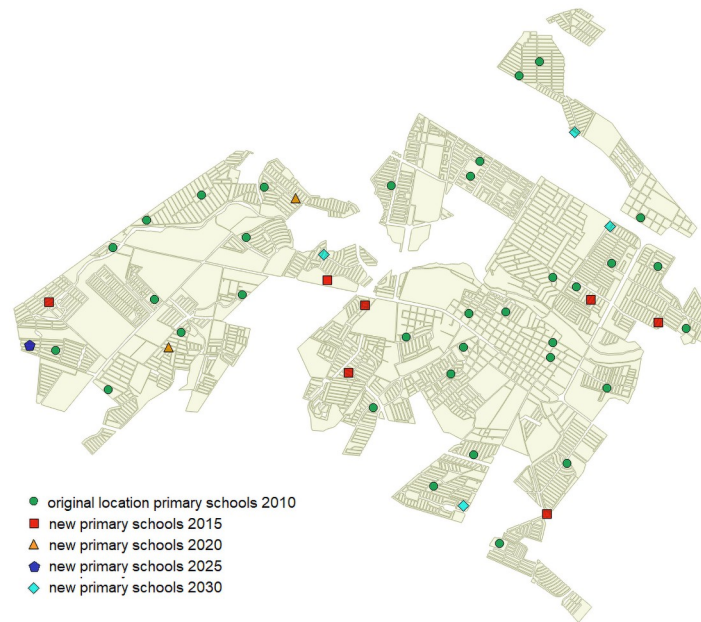 original location primary schools 2010
new primary schools 2015
new primary schools 2020
new primary schools 2025
new primary schools 2030